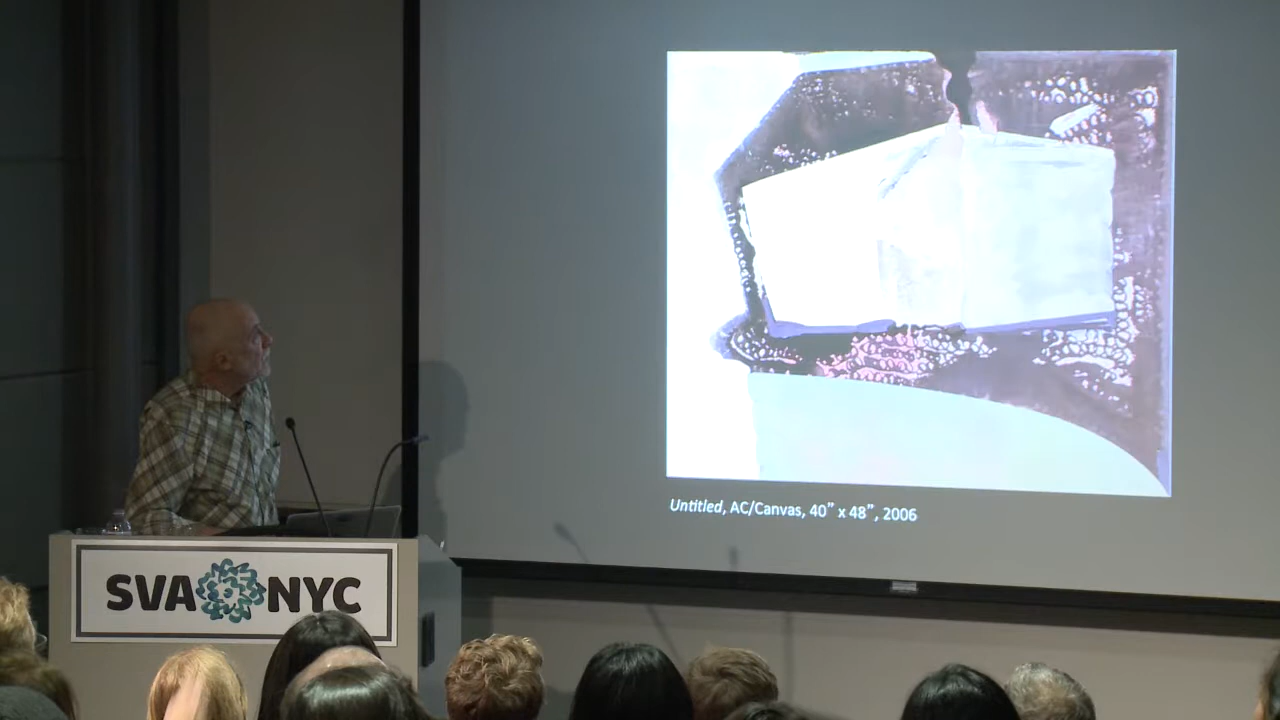 Untitled, AC/Canvas, 40” x 48”, 2006
SVA NYC